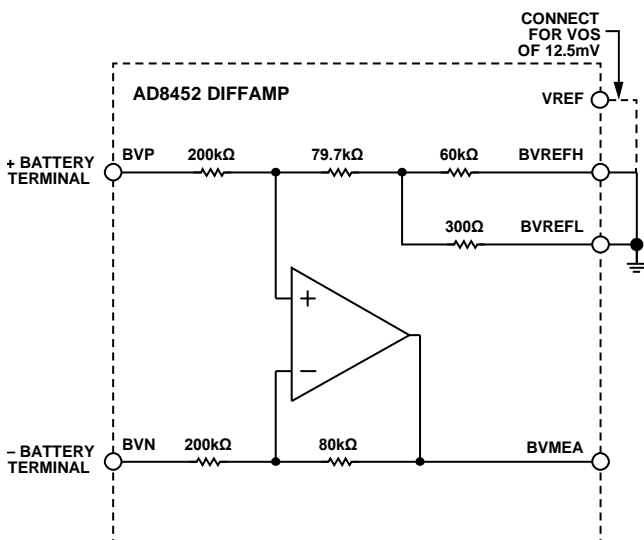 CONNECT
FOR VOS
OF 12.5mV
AD8452 DIFFAMP
VREF
+ BATTERY
TERMINAL
BVP
200kΩ
79.7kΩ
60kΩ
BVREFH
300Ω
BVREFL
+
−
– BATTERY
TERMINAL
BVN
200kΩ
80kΩ
BVMEA